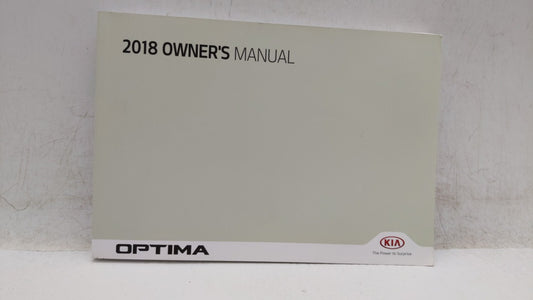 2018 OWNER'S MANUAL
OPTIMA
KIA
The Power to Surprise